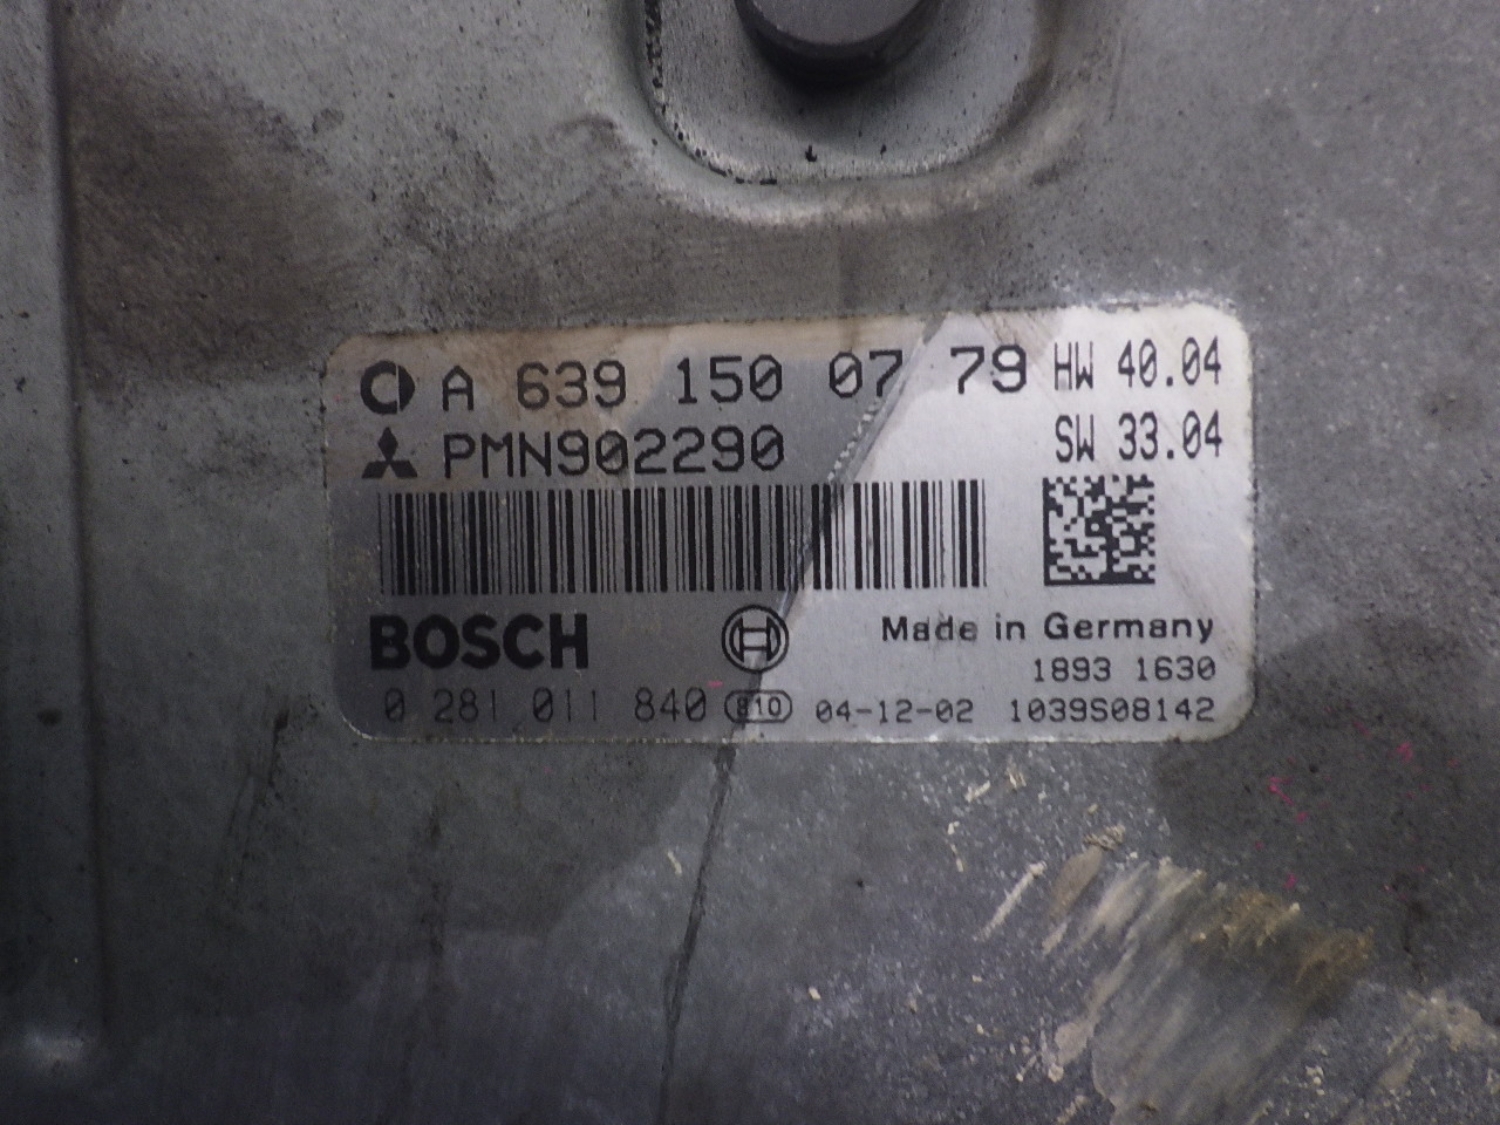 A 639 150 07 79 HW 40.04
PMN902290 SW 33.04
BOSCH Made in Germany
1893 1630
0 281 011 840 810 04-12-02 1039S08142